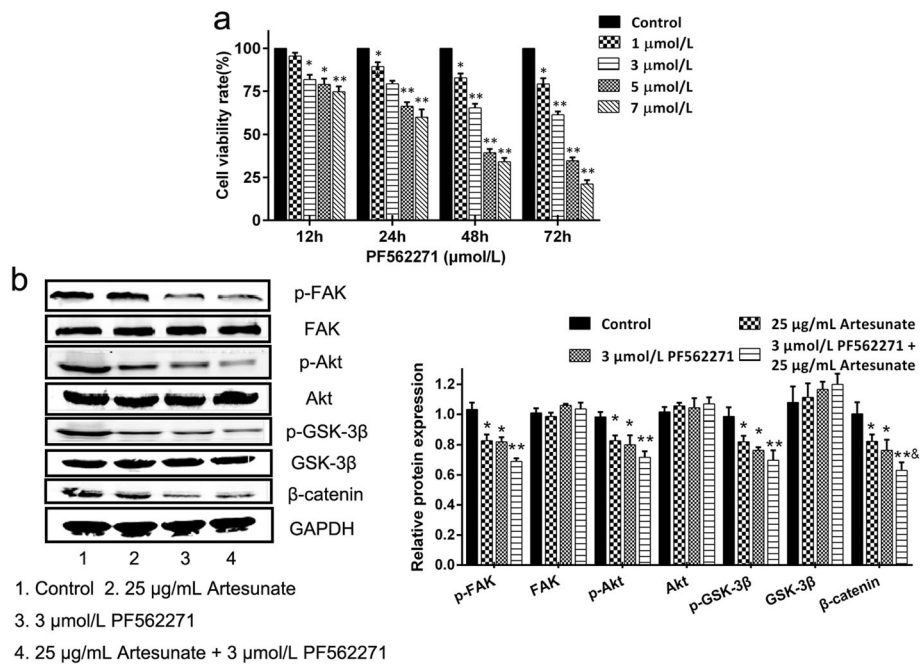 a
Control
1 μmol/L
3 μmol/L
5 μmol/L
7 μmol/L
Cell viability rate(%)
100
75
50
25
0
*
*
**
*
**
**
*
**
**
**
*
**
**
**
12h
24h
48h
72h
PF562271 (μmol/L)
b
p-FAK
FAK
p-Akt
Akt
p-GSK-3β
GSK-3β
β-catenin
GAPDH
1 2 3 4
1. Control 2. 25 μg/mL Artesunate
3. 3 μmol/L PF562271
4. 25 μg/mL Artesunate + 3 μmol/L PF562271
Control
25 μg/mL Artesunate
3 μmol/L PF562271
3 μmol/L PF562271 +
25 μg/mL Artesunate
Relative protein expression
1.2
1.0
0.8
0.6
0.4
0.2
0.0
*
*
**
*
*
**
*
*
**
*
*
**&
p-FAK
FAK
p-Akt
Akt
p-GSK-3β
GSK-3β
β-catenin